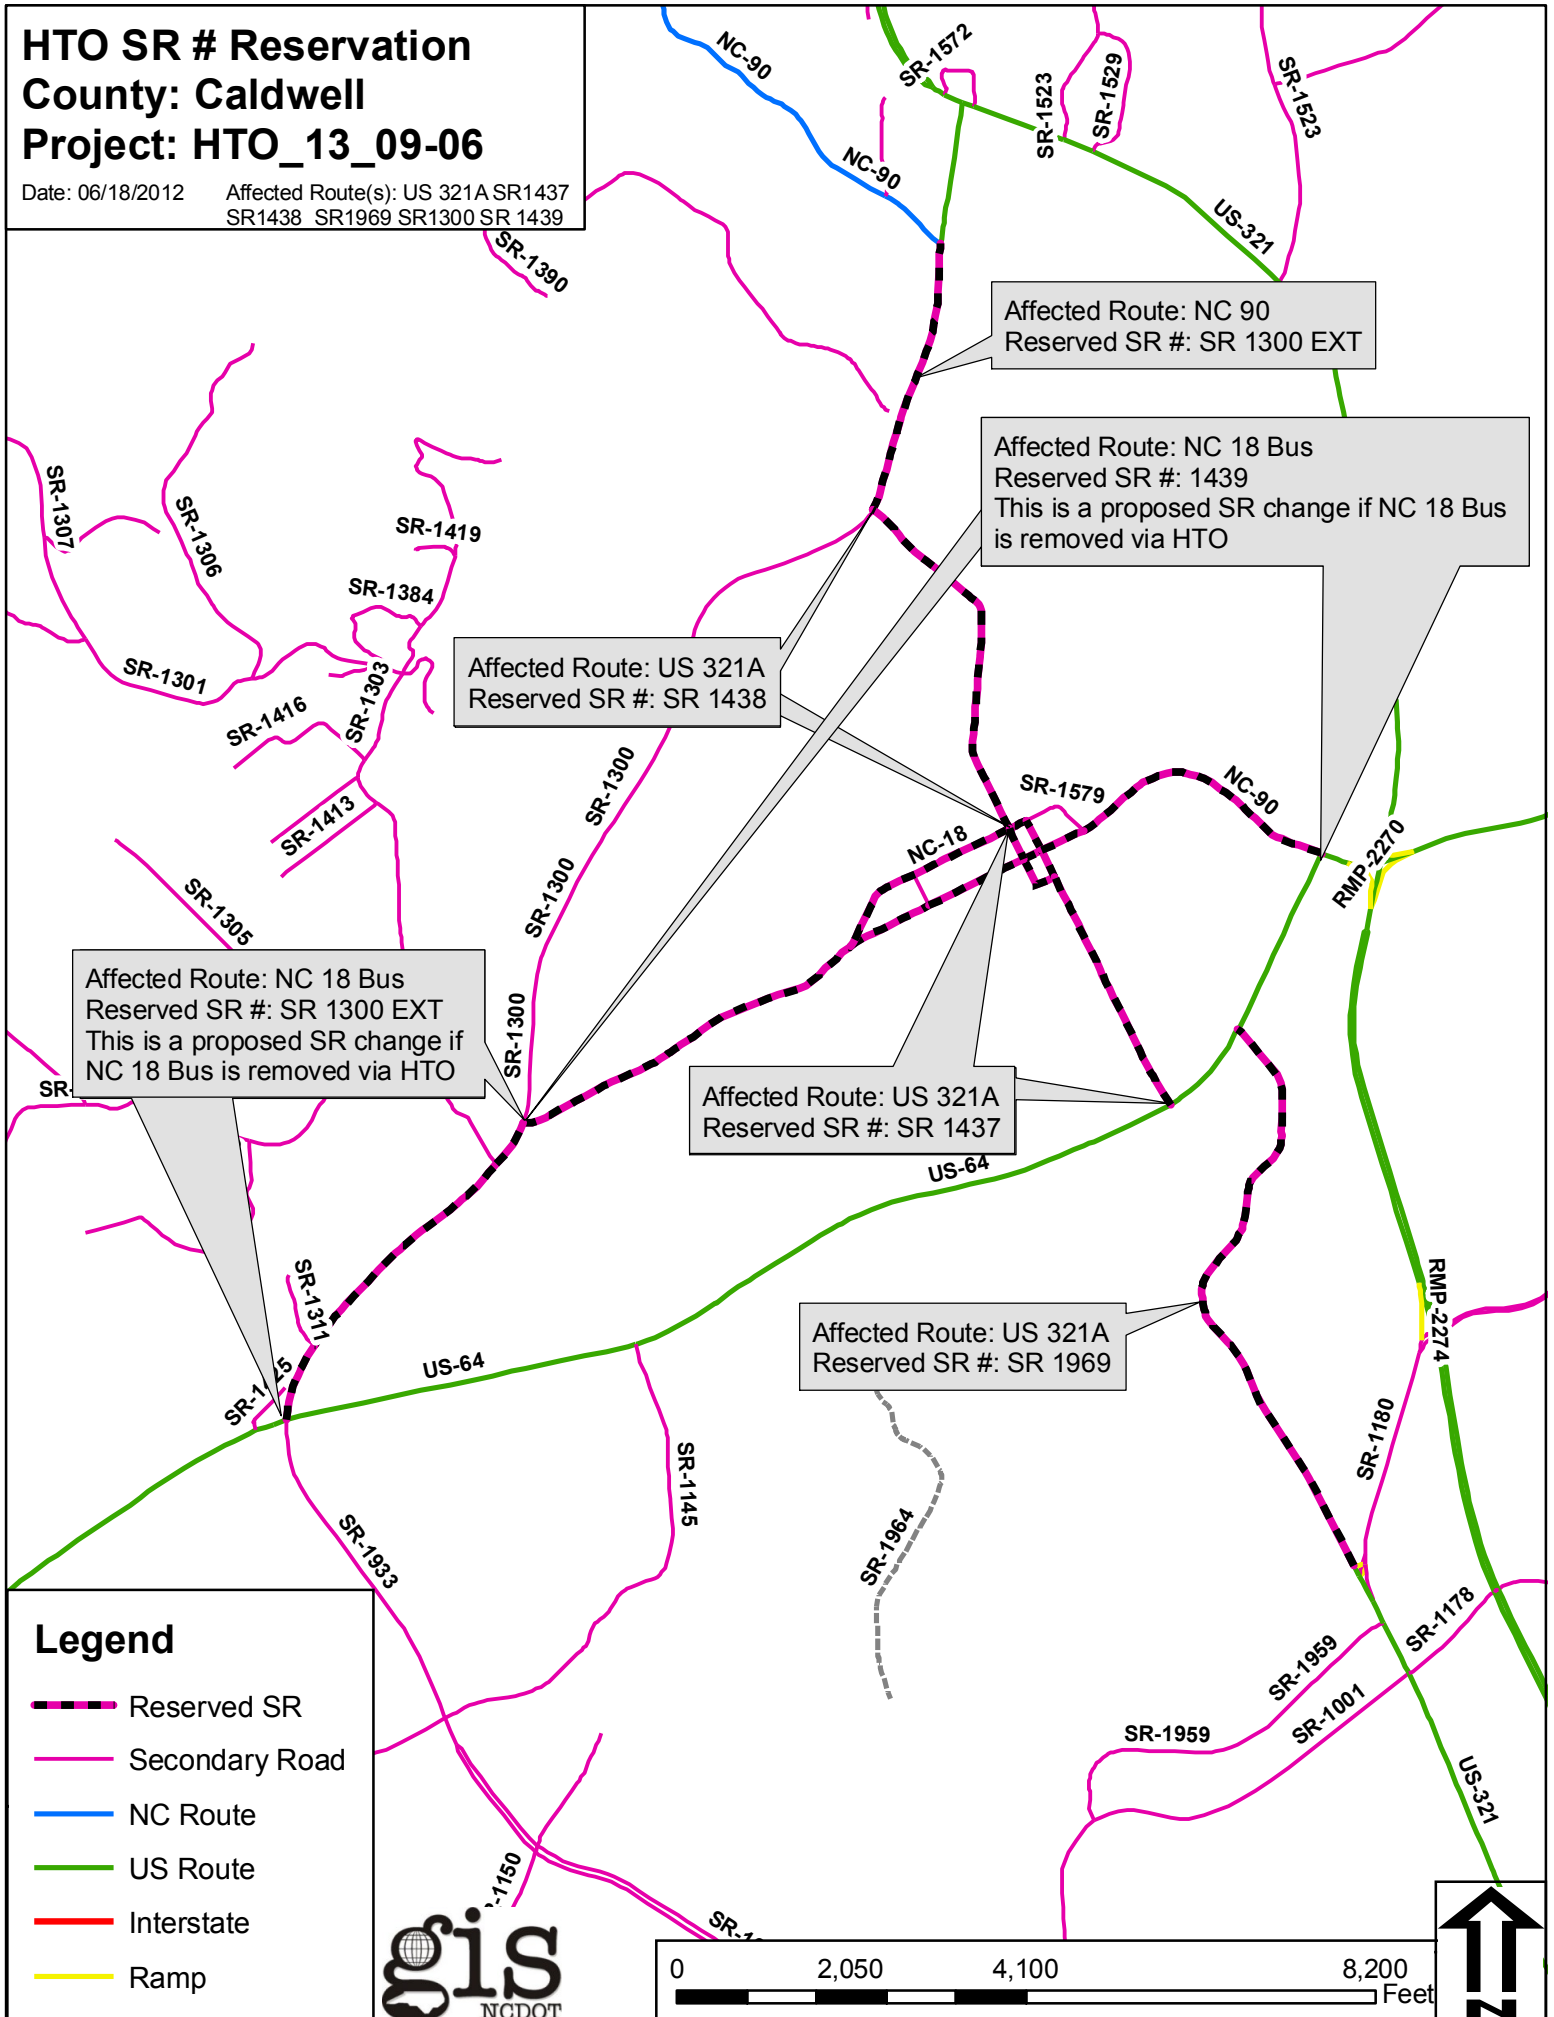 HTO SR # Reservation
County: Caldwell
Project: HTO_13_09-06
Date: 06/18/2012 Affected Route(s): US 321A SR1437
SR1438 SR1969 SR1300 SR 1439
NC-90
SR-1572
SR-1523
SR-1529
SR-1523
NC-90
US-321
SR-1390
Affected Route: NC 90
Reserved SR #: SR 1300 EXT
Affected Route: NC 18 Bus
Reserved SR #: 1439
This is a proposed SR change if NC 18 Bus
is removed via HTO
SR-1307
SR-1306
SR-1419
SR-1384
SR-1301
SR-1303
SR-1416
SR-1413
Affected Route: US 321A
Reserved SR #: SR 1438
SR-1300
SR-1579
NC-90
NC-18
RMP-2270
SR-1300
SR-1305
Affected Route: NC 18 Bus
Reserved SR #: SR 1300 EXT
This is a proposed SR change if
NC 18 Bus is removed via HTO
SR-1300
SR-
Affected Route: US 321A
Reserved SR #: SR 1437
US-64
SR-1311
RMP-2274
Affected Route: US 321A
Reserved SR #: SR 1969
US-64
SR-1180
SR-1145
SR-1964
SR-1933
SR-1178
SR-1959
SR-1001
SR-1959
US-321
Legend
Reserved SR
Secondary Road
NC Route
US Route
Interstate
Ramp
-1150
gis
NCDOT
0 2,050 4,100 8,200
Feet
N